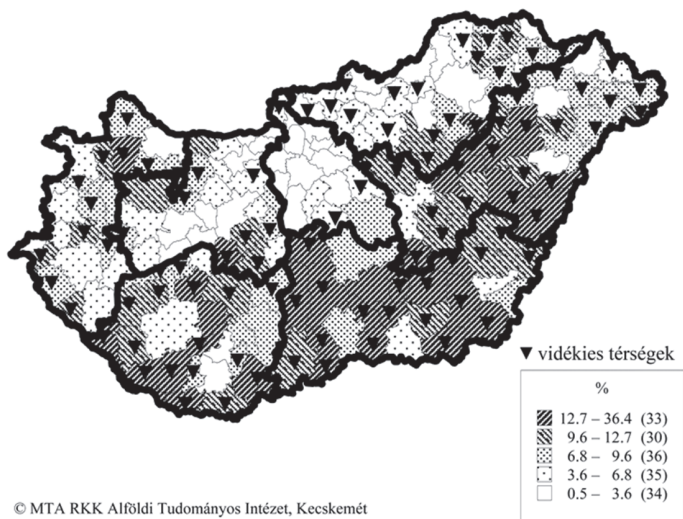 ▼ vidékies térségek
%
12.7 – 36.4 (33)
9.6 – 12.7 (30)
6.8 – 9.6 (36)
3.6 – 6.8 (35)
0.5 – 3.6 (34)
© MTA RKK Alföldi Tudományos Intézet, Kecskemét